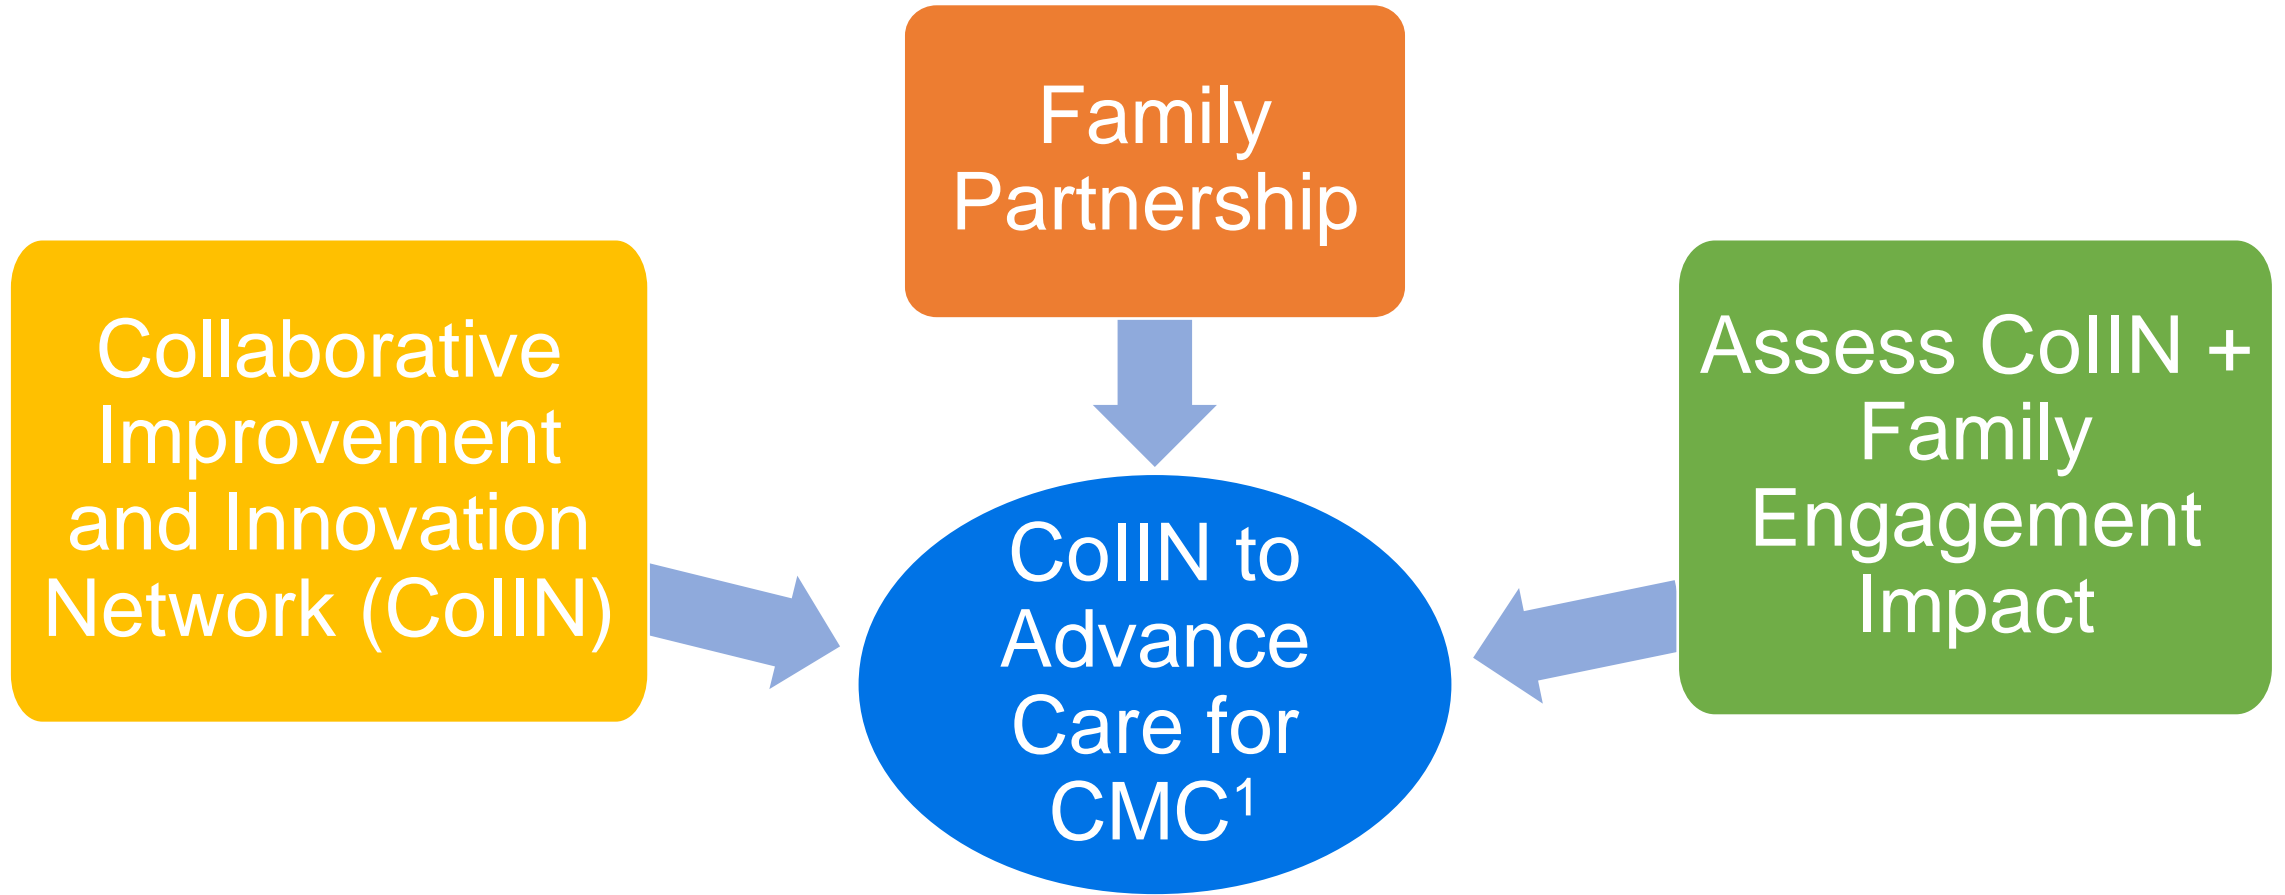 Family
Partnership
Collaborative
Improvement
and Innovation
Network (CoIIN)
Assess CoIIN +
Family
Engagement
Impact
CoIIN to
Advance
Care for
CMC¹